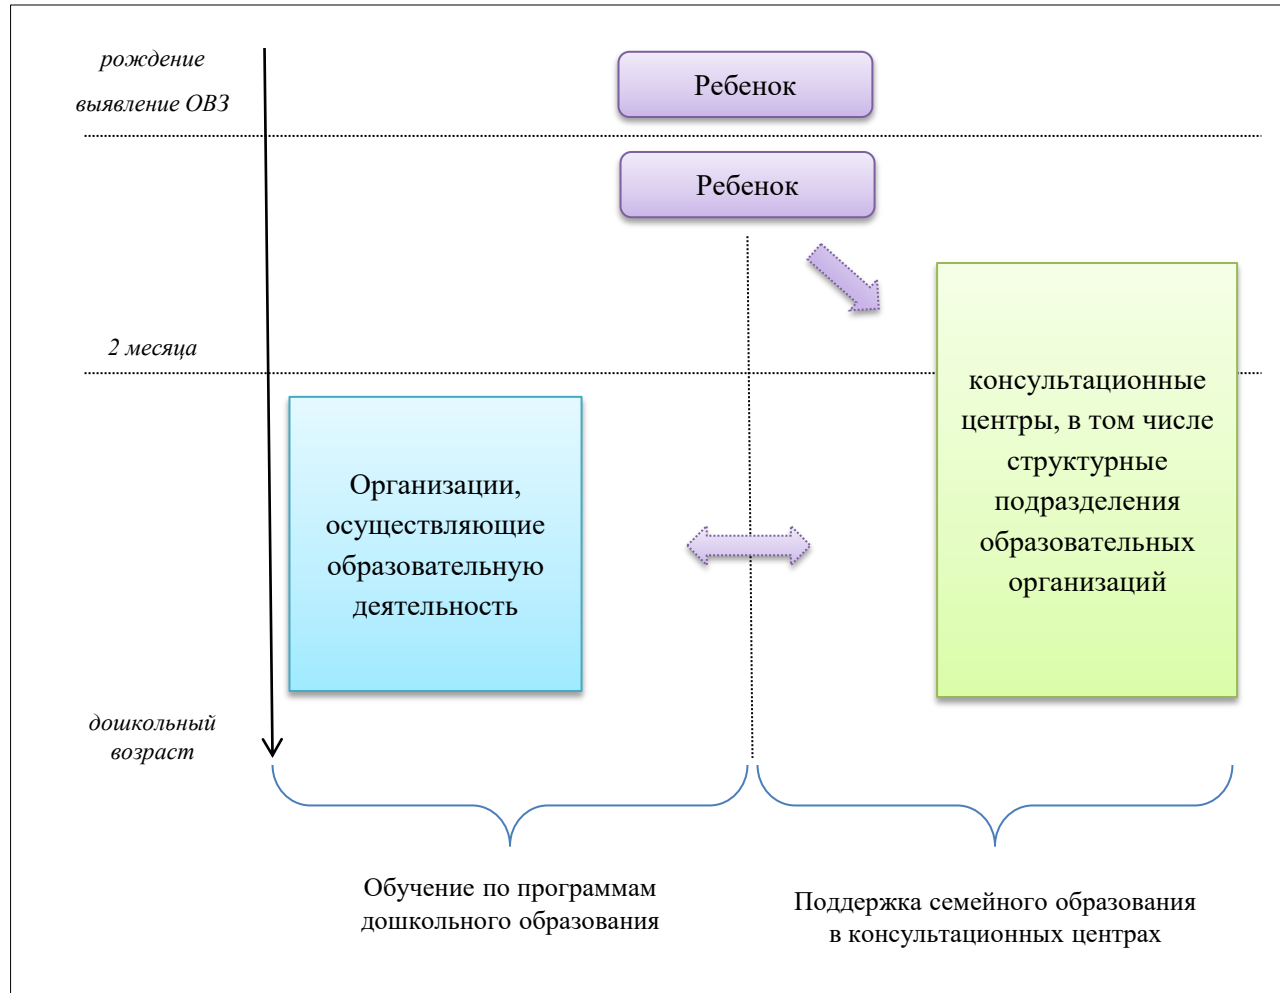 рождение
выявление ОВЗ
Ребенок
Ребенок
2 месяца
Организации,
осуществляющие
образовательную
деятельность
консультационные
центры, в том числе
структурные
подразделения
образовательных
организаций
дошкольный
возраст
Обучение по программам
дошкольного образования
Поддержка семейного образования
в консультационных центрах